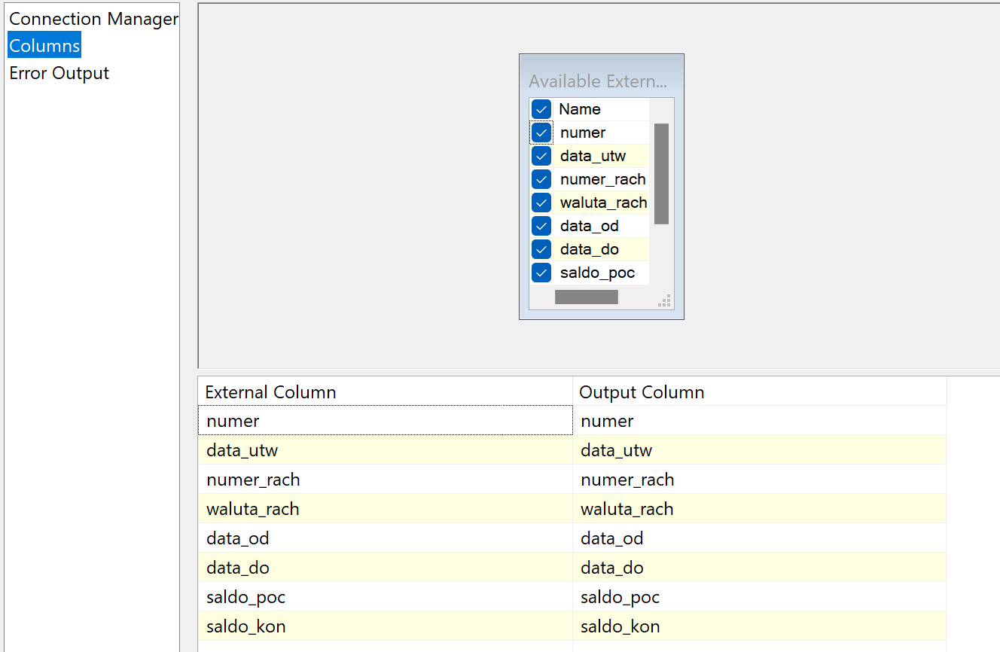 Connection Manager
Columns
Error Output
Available Extern...
Name
numer
data_utw
numer_rach
waluta_rach
data_od
data_do
saldo_poc
External Column Output Column
numer numer
data_utw data_utw
numer_rach numer_rach
waluta_rach waluta_rach
data_od data_od
data_do data_do
saldo_poc saldo_poc
saldo_kon saldo_kon